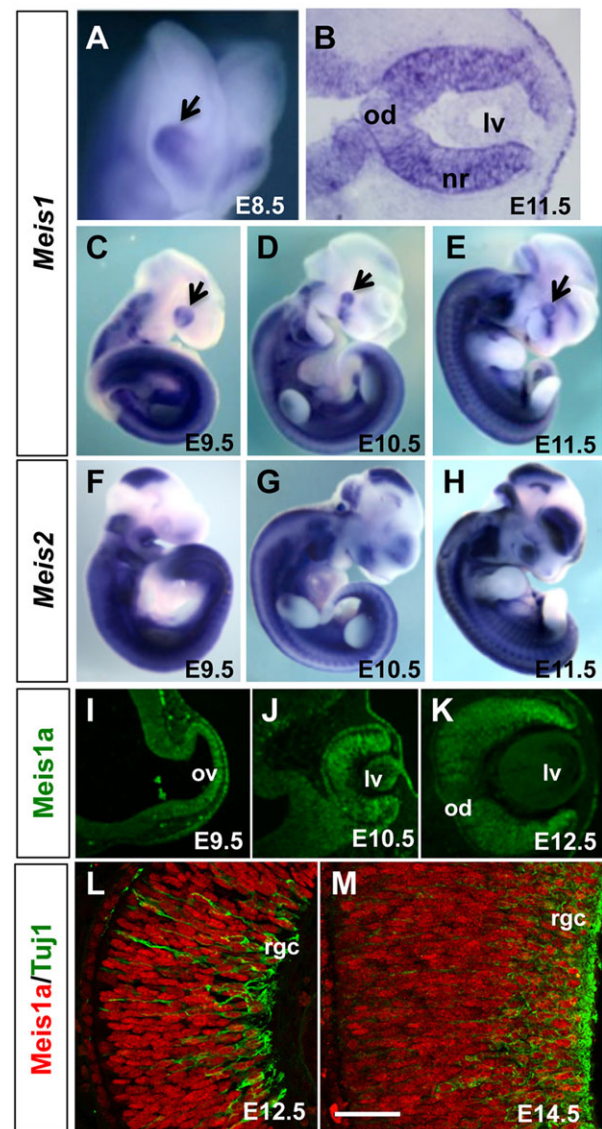 A
E8.5
B
od
lv
nr
E11.5
Meis1
C
E9.5
D
E10.5
E
E11.5
Meis2
F
E9.5
G
E10.5
H
E11.5
Meis1a
I
ov
E9.5
J
lv
E10.5
K
lv
od
E12.5
Meis1a/Tuj1
L
rgc
E12.5
M
rgc
E14.5